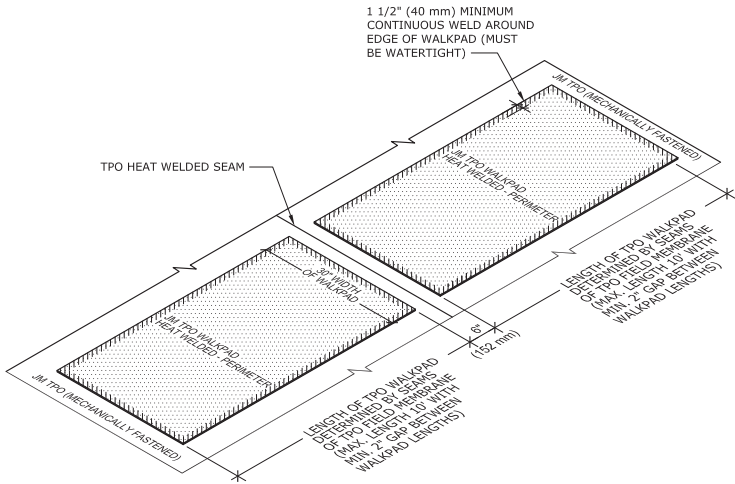 1 1/2" (40 mm) MINIMUM
CONTINUOUS WELD AROUND
EDGE OF WALKPAD (MUST
BE WATERTIGHT)
JM TPO (MECHANICALLY FASTENED)
TPO HEAT WELDED SEAM
JM TPO WALKPAD
HEAT WELDED - PERIMETER
LENGTH OF TPO WALKPAD
DETERMINED BY SEAMS
OF TPO FIELD MEMBRANE
(MAX. LENGTH 10' WITH
MIN. 2" GAP BETWEEN
WALKPAD LENGTHS)
30" WIDTH
OF WALKPAD
JM TPO WALKPAD
HEAT WELDED - PERIMETER
6"
(152 mm)
JM TPO (MECHANICALLY FASTENED)
LENGTH OF TPO WALKPAD
DETERMINED BY SEAMS
OF TPO FIELD MEMBRANE
(MAX. LENGTH 10' WITH
MIN. 2" GAP BETWEEN
WALKPAD LENGTHS)